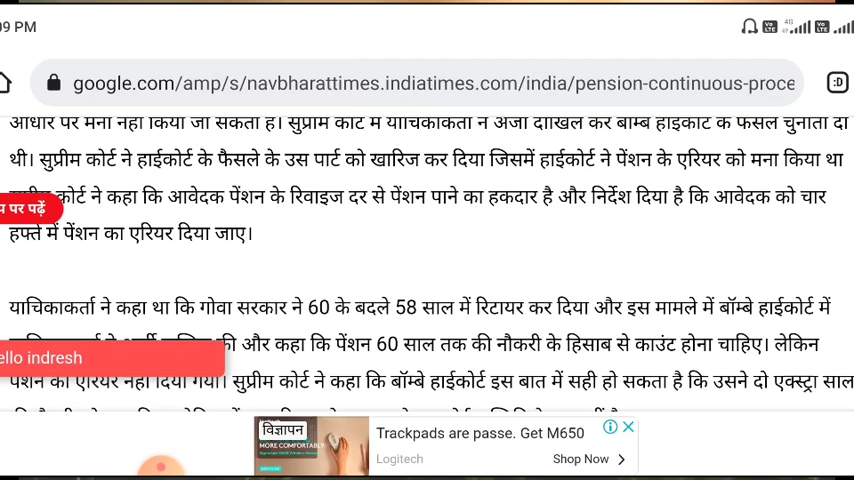 09 PM
4G
google.com/amp/s/navbharattimes.indiatimes.com/india/pension-continuous-proce
:D
आधार पर मना नहीं किया जा सकता है। सुप्रीम कोर्ट में याचिकाकर्ता ने अर्जी दाखिल कर बॉम्बे हाईकोर्ट के फैसले चुनौती दी
थी। सुप्रीम कोर्ट ने हाईकोर्ट के फैसले के उस पार्ट को खारिज कर दिया जिसमें हाईकोर्ट ने पेंशन के एरियर को मना किया था
कोर्ट ने कहा कि आवेदक पेंशन के रिवाइज दर से पेंशन पाने का हकदार है और निर्देश दिया है कि आवेदक को चार
प पर पढ़ें
हफ्ते में पेंशन का एरियर दिया जाए।
याचिकाकर्ता ने कहा था कि गोवा सरकार ने 60 के बदले 58 साल में रिटायर कर दिया और इस मामले में बॉम्बे हाईकोर्ट में
की और कहा कि पेंशन 60 साल तक की नौकरी के हिसाब से काउंट होना चाहिए। लेकिन
ello indresh
पेंशन का एरियर नहीं दिया गया। सुप्रीम कोर्ट ने कहा कि बॉम्बे हाईकोर्ट इस बात में सही हो सकता है कि उसने दो एक्स्ट्रा साल
विज्ञापन
MORE COMFORTABLY
Trackpads are passe. Get M650
Logitech
Shop Now